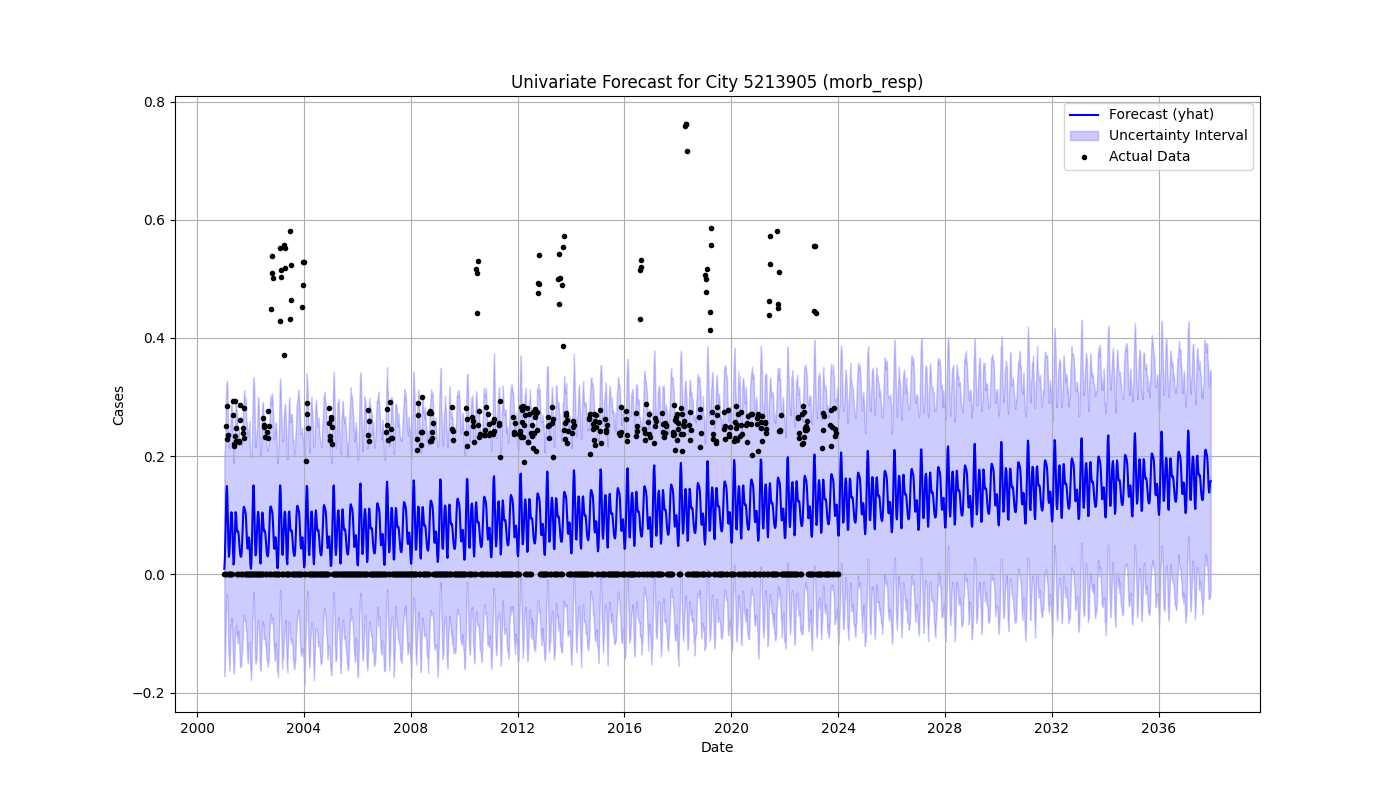 Univariate Forecast for City 5213905 (morb_resp)
Forecast (yhat)
Uncertainty Interval
Actual Data
Cases
0.8
0.6
0.4
0.2
0.0
−0.2
2000 2004 2008 2012 2016 2020 2024 2028 2032 2036
Date